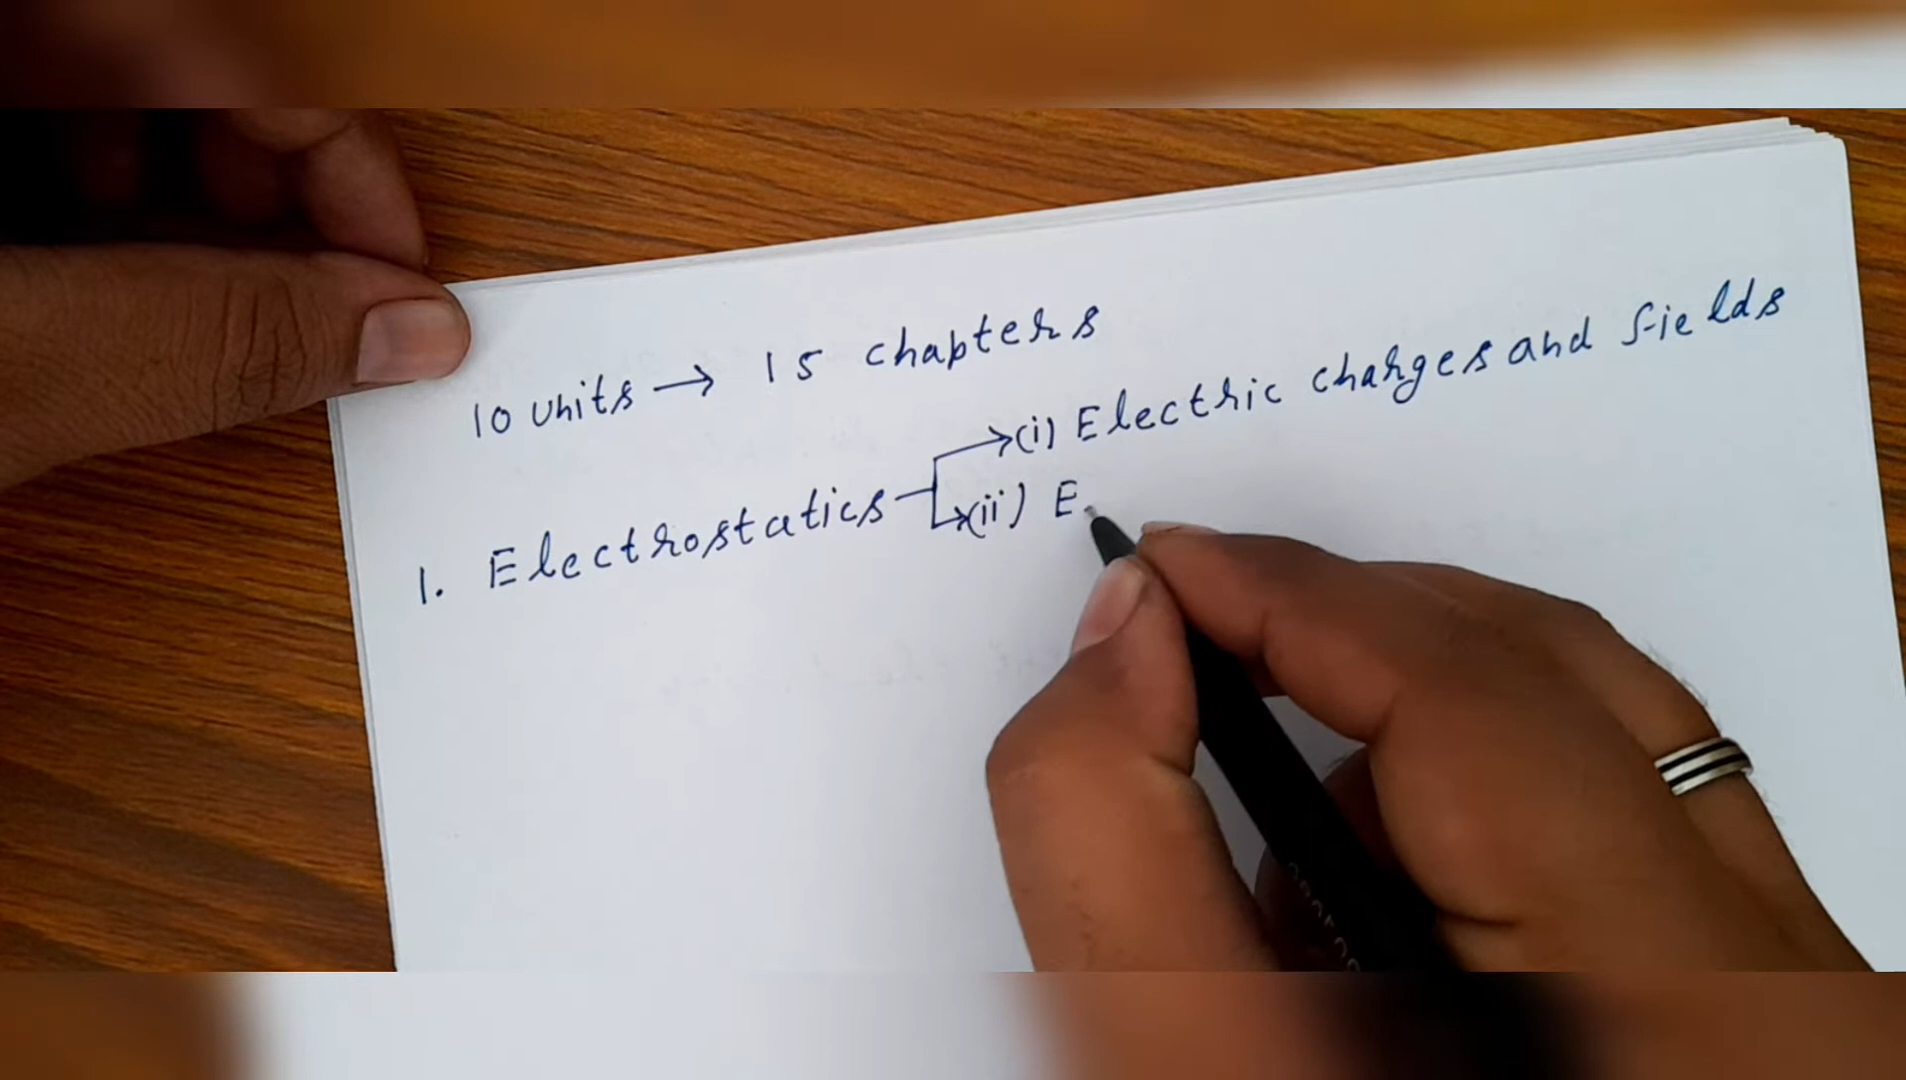 10 units → 15 chapters
1. Electrostatics
→(i) Electric charges and fields
→(ii) E